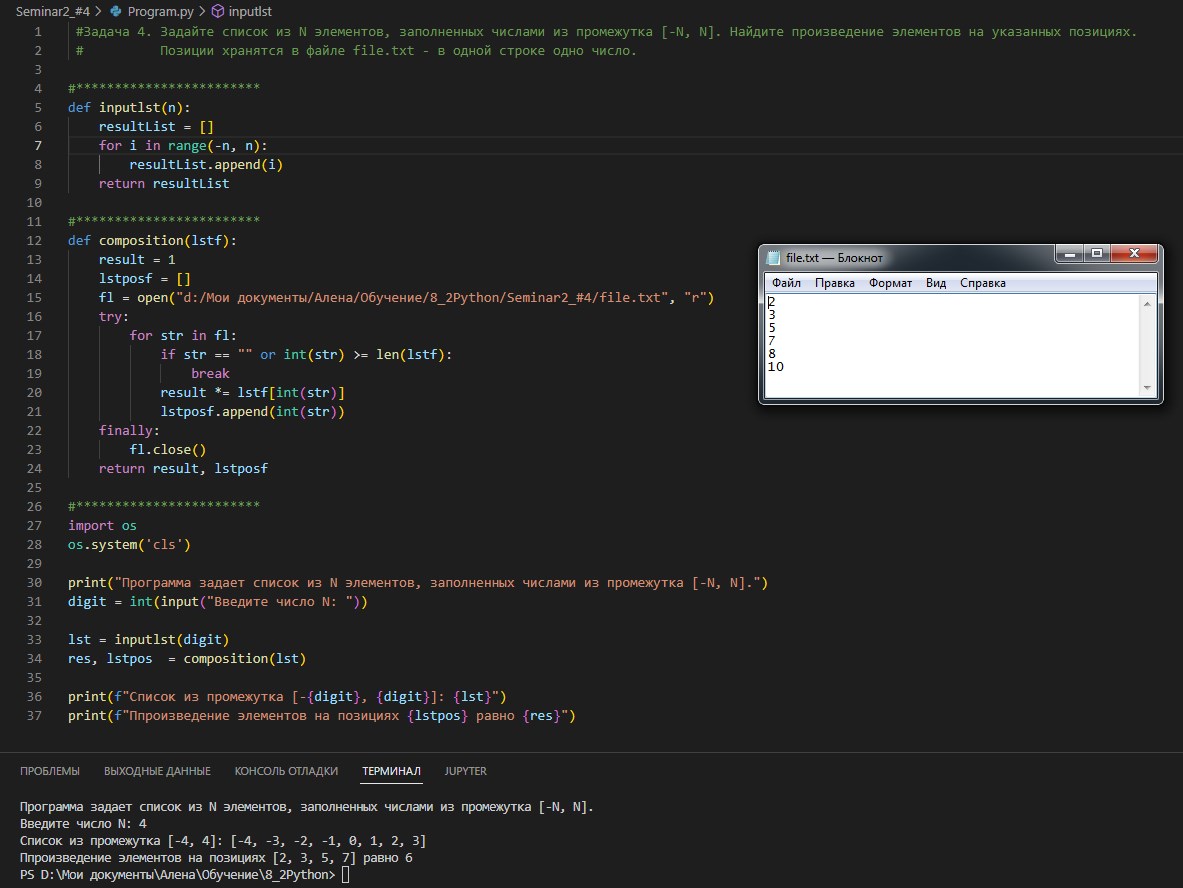 Seminar2_#4 > Program.py > inputlst
1 #Задача 4. Задайте список из N элементов, заполненных числами из промежутка [-N, N]. Найдите произведение элементов на указанных позициях.
2 #          Позиции хранятся в файле file.txt - в одной строке одно число.
3
4 #************************
5 def inputlst(n):
6     resultList = []
7     for i in range(-n, n):
8         resultList.append(i)
9     return resultList
10
11 #************************
12 def composition(lstf):
13     result = 1
14     lstposf = []
15     fl = open("d:/Мои документы/Алена/Обучение/8_2Python/Seminar2_#4/file.txt", "r")
16     try:
17         for str in fl:
18             if str == "" or int(str) >= len(lstf):
19                 break
20             result *= lstf[int(str)]
21             lstposf.append(int(str))
22     finally:
23         fl.close()
24     return result, lstposf
25
26 #************************
27 import os
28 os.system('cls')
29
30 print("Программа задает список из N элементов, заполненных числами из промежутка [-N, N].")
31 digit = int(input("Введите число N: "))
32
33 lst = inputlst(digit)
34 res, lstpos  = composition(lst)
35
36 print(f"Список из промежутка [-{digit}, {digit}]: {lst}")
37 print(f"Ппроизведение элементов на позициях {lstpos} равно {res}")
file.txt — Блокнот
Файл Правка Формат Вид Справка
2
3
5
7
8
10
ПРОБЛЕМЫ ВЫХОДНЫЕ ДАННЫЕ КОНСОЛЬ ОТЛАДКИ ТЕРМИНАЛ JUPYTER
Программа задает список из N элементов, заполненных числами из промежутка [-N, N].
Введите число N: 4
Список из промежутка [-4, 4]: [-4, -3, -2, -1, 0, 1, 2, 3]
Ппроизведение элементов на позициях [2, 3, 5, 7] равно 6
PS D:\Мои документы\Алена\Обучение\8_2Python>